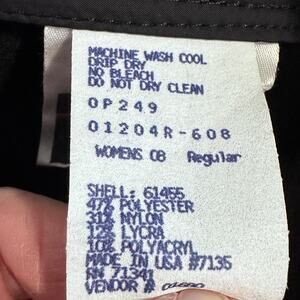 MACHINE WASH COOL
DRIP DRY
NO BLEACH
DO NOT DRY CLEAN
OP249
01204R-608
WOMENS 08 Regular
SHELL: 61455
47% POLYESTER
31% NYLON
12% LYCRA
10% POLYACRYL
MADE IN USA #7135
RN 71341
VENDOR #